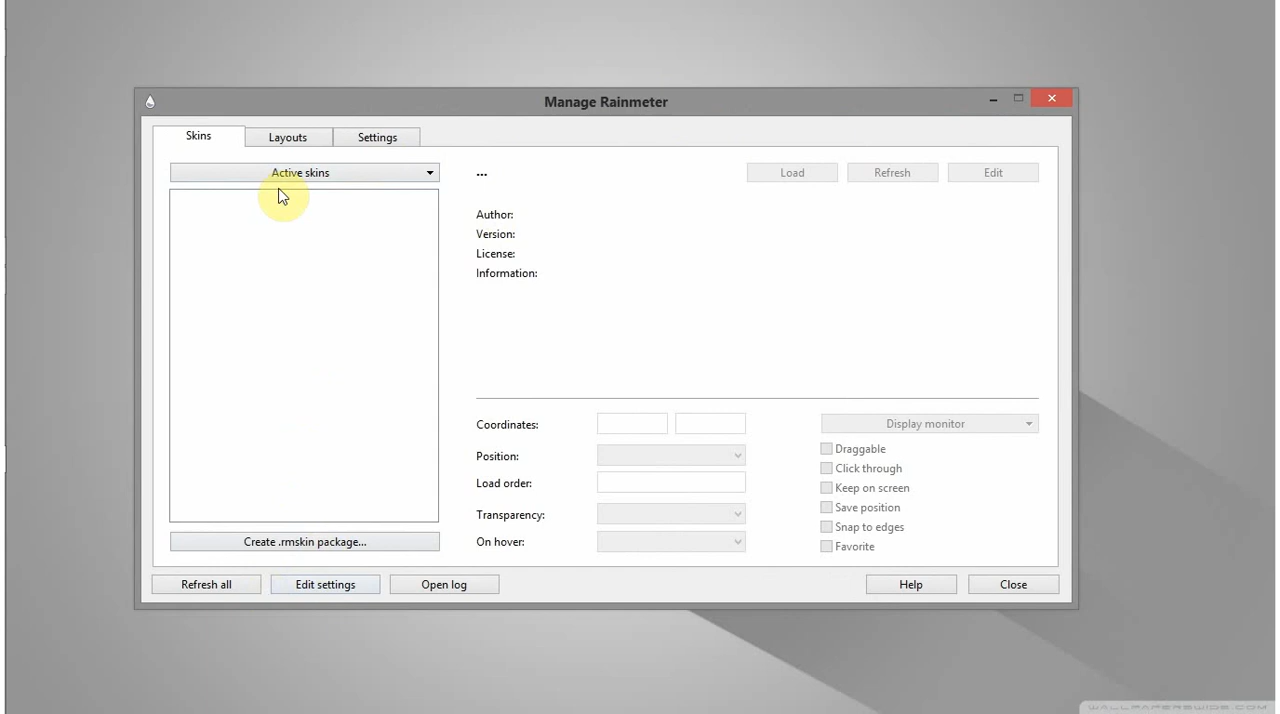 Manage Rainmeter
Skins
Layouts
Settings
Active skins
...
Load
Refresh
Edit
Author:
Version:
License:
Information:
Coordinates:
Display monitor
Position:
Draggable
Click through
Load order:
Keep on screen
Save position
Transparency:
Snap to edges
On hover:
Favorite
Create .rmskin package...
Refresh all
Edit settings
Open log
Help
Close
WALLPAPERSWIDE.COM